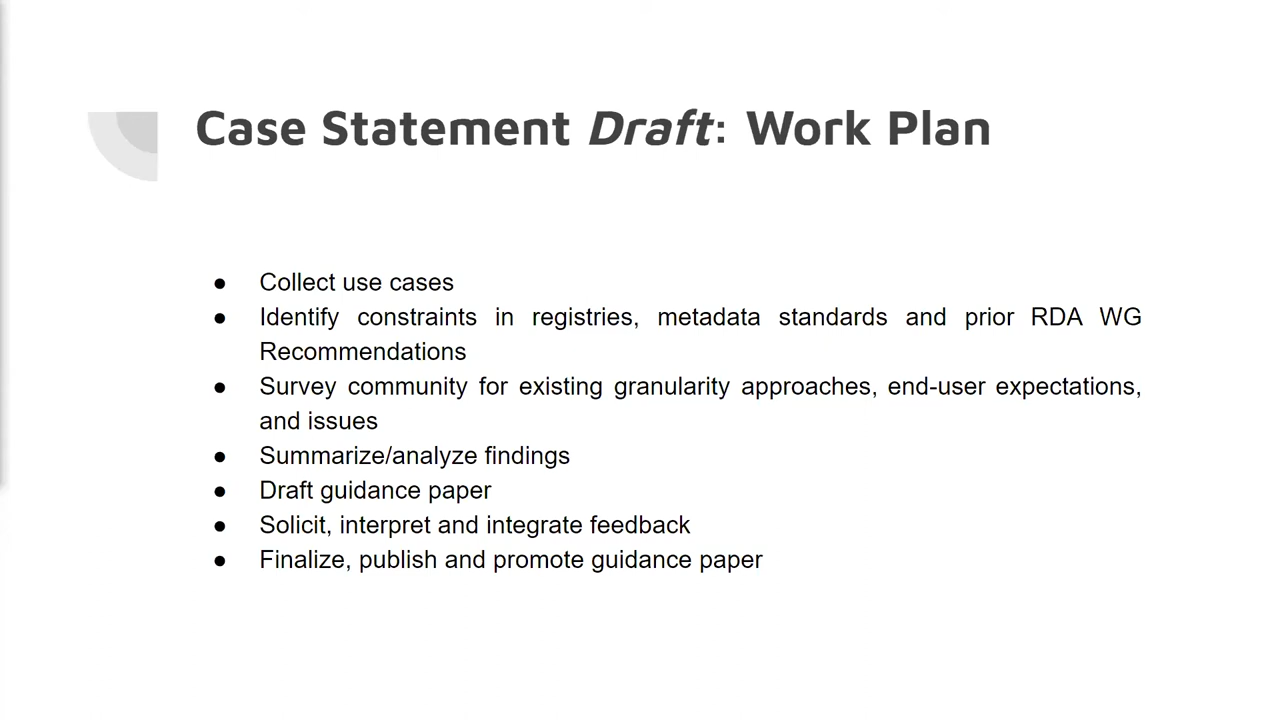 Case Statement Draft: Work Plan
● Collect use cases
● Identify constraints in registries, metadata standards and prior RDA WG
Recommendations
● Survey community for existing granularity approaches, end-user expectations,
and issues
● Summarize/analyze findings
● Draft guidance paper
● Solicit, interpret and integrate feedback
● Finalize, publish and promote guidance paper